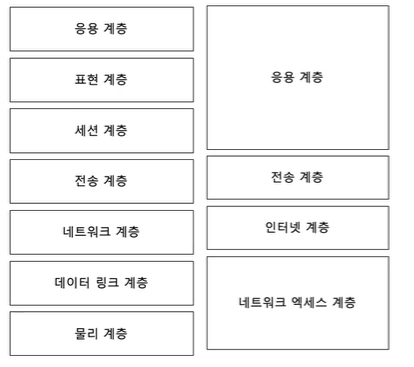 응용 계층
표현 계층
세션 계층
전송 계층
네트워크 계층
데이터 링크 계층
물리 계층
응용 계층
전송 계층
인터넷 계층
네트워크 엑세스 계층